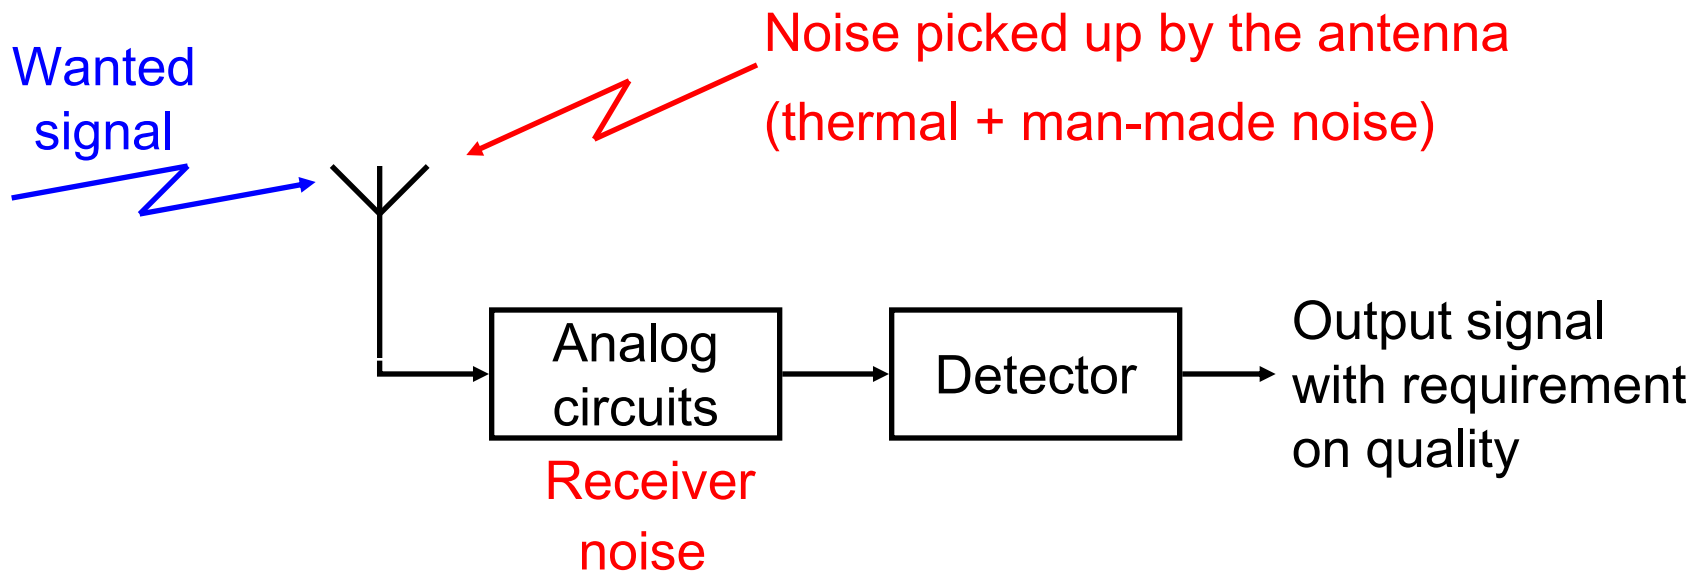 Wanted
signal
Noise picked up by the antenna
(thermal + man-made noise)
Analog
circuits
Receiver
noise
Detector
Output signal
with requirement
on quality